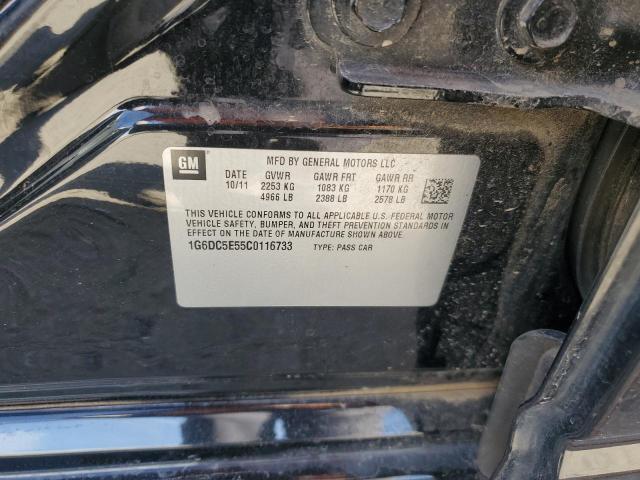 GM
MFD BY GENERAL MOTORS LLC
DATE GVWR GAWR FRT GAWR RR
10/11 2253 KG 1083 KG 1170 KG
4966 LB 2388 LB 2578 LB
THIS VEHICLE CONFORMS TO ALL APPLICABLE U.S. FEDERAL MOTOR
VEHICLE SAFETY, BUMPER, AND THEFT PREVENTION STANDARDS IN
EFFECT ON THE DATE OF MANUFACTURE SHOWN ABOVE.
1G6DC5E55C0116733 TYPE: PASS CAR